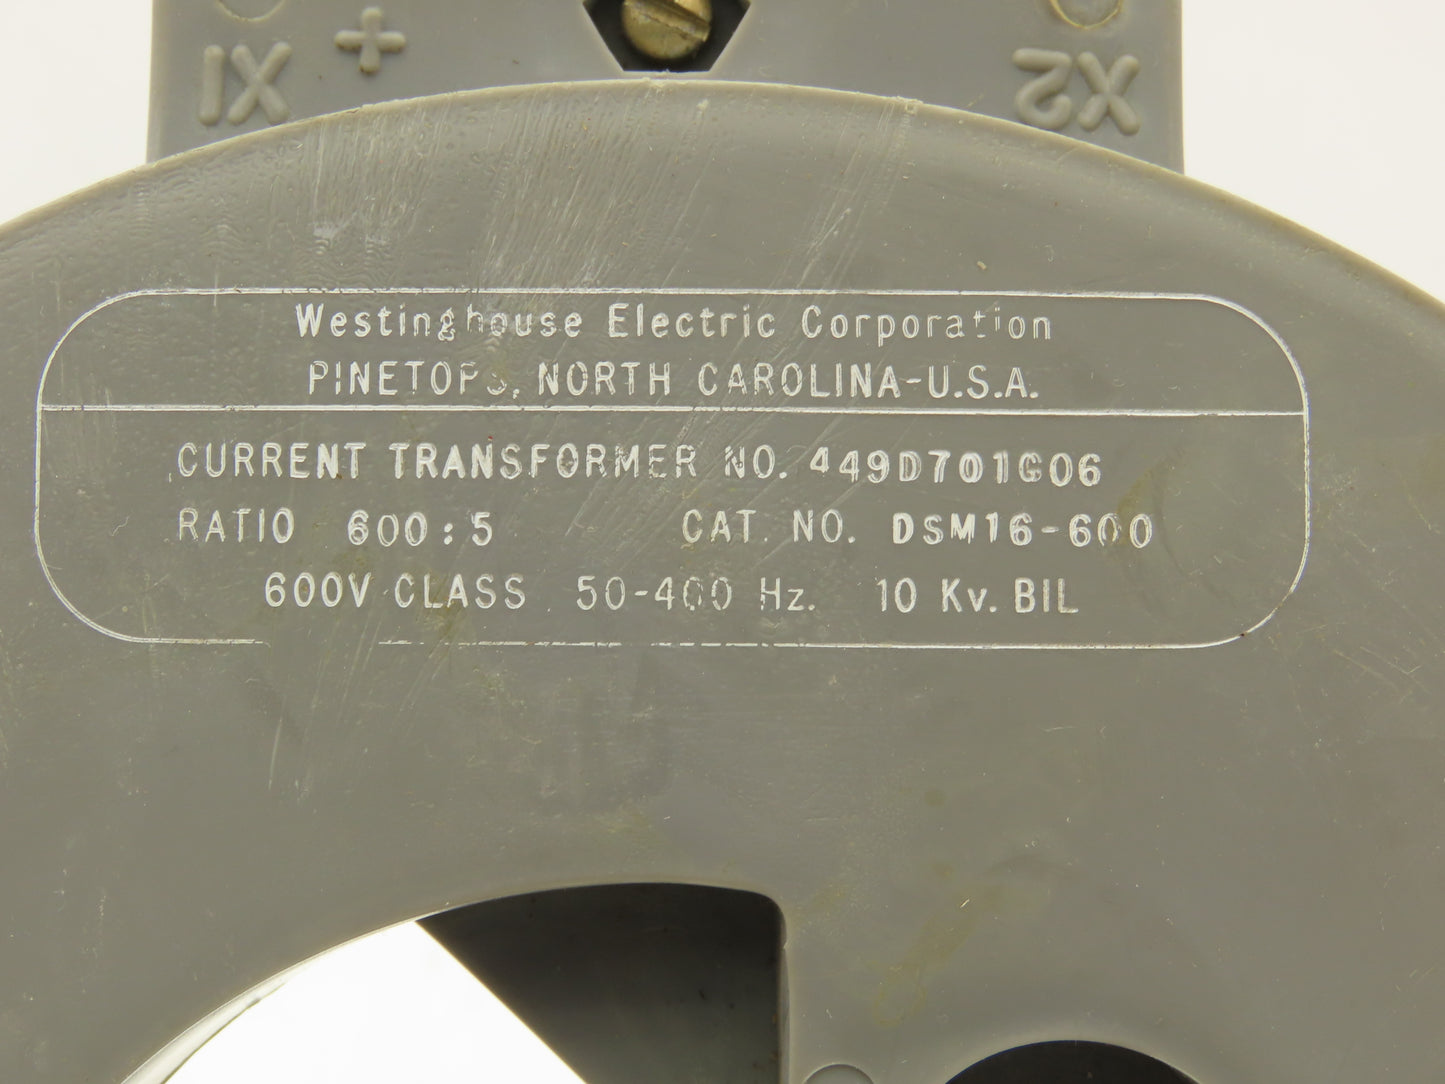 X1 + X2
Westinghouse Electric Corporation
PINETOPS, NORTH CAROLINA-U.S.A.
CURRENT TRANSFORMER NO. 449D701G06
RATIO 600:5 CAT. NO. DSM16-600
600V CLASS 50-400 Hz. 10 Kv. BIL